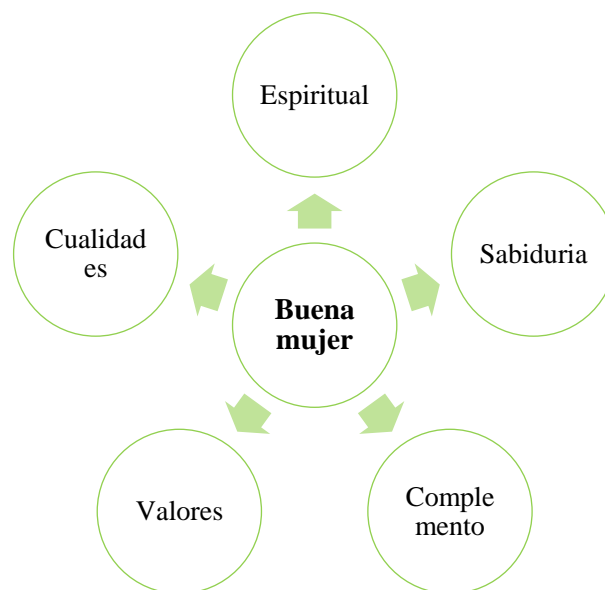 Espiritual
Cualidad
es
Sabiduria
Buena
mujer
Valores
Comple
mento